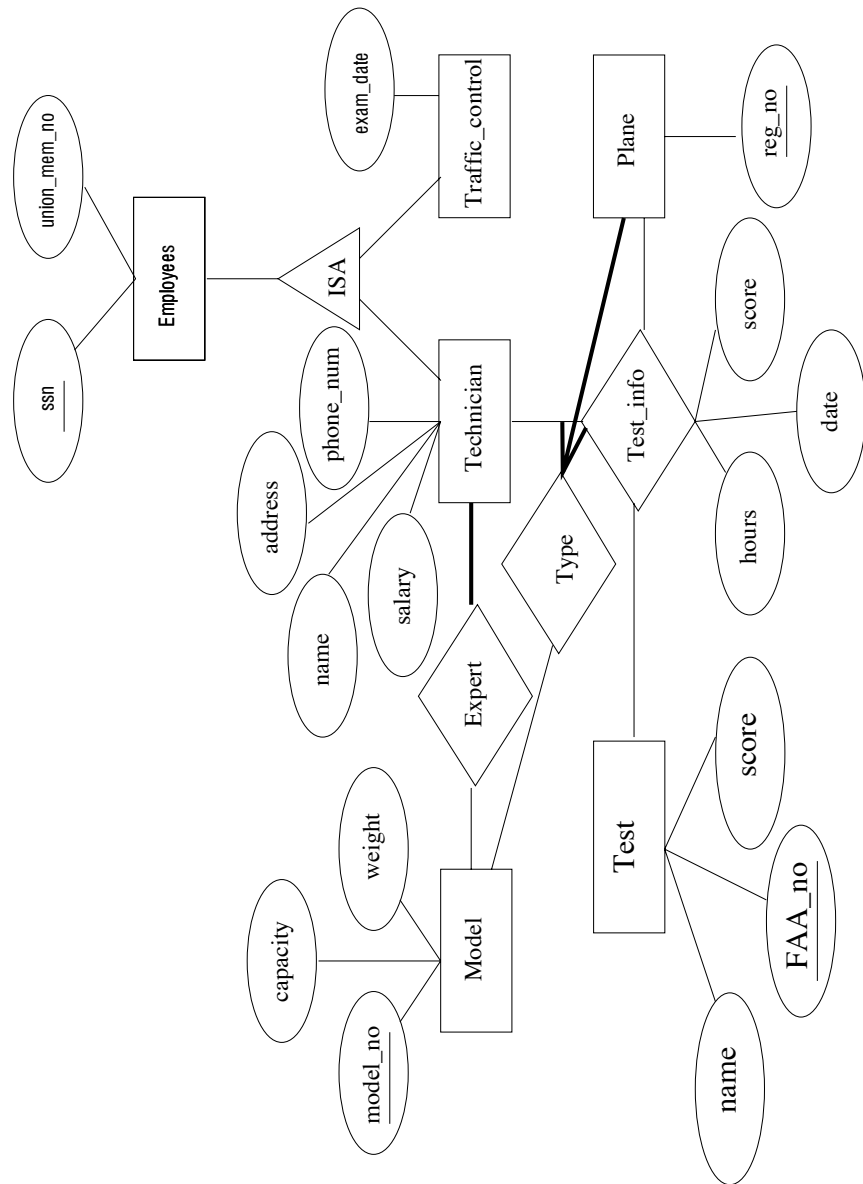 ssn
union_mem_no
Employees
ISA
exam_date
Traffic_control
address
name
phone_num
salary
Technician
Expert
capacity
model_no
weight
Model
Type
Test_info
Plane
reg_no
score
date
hours
Test
score
FAA_no
name